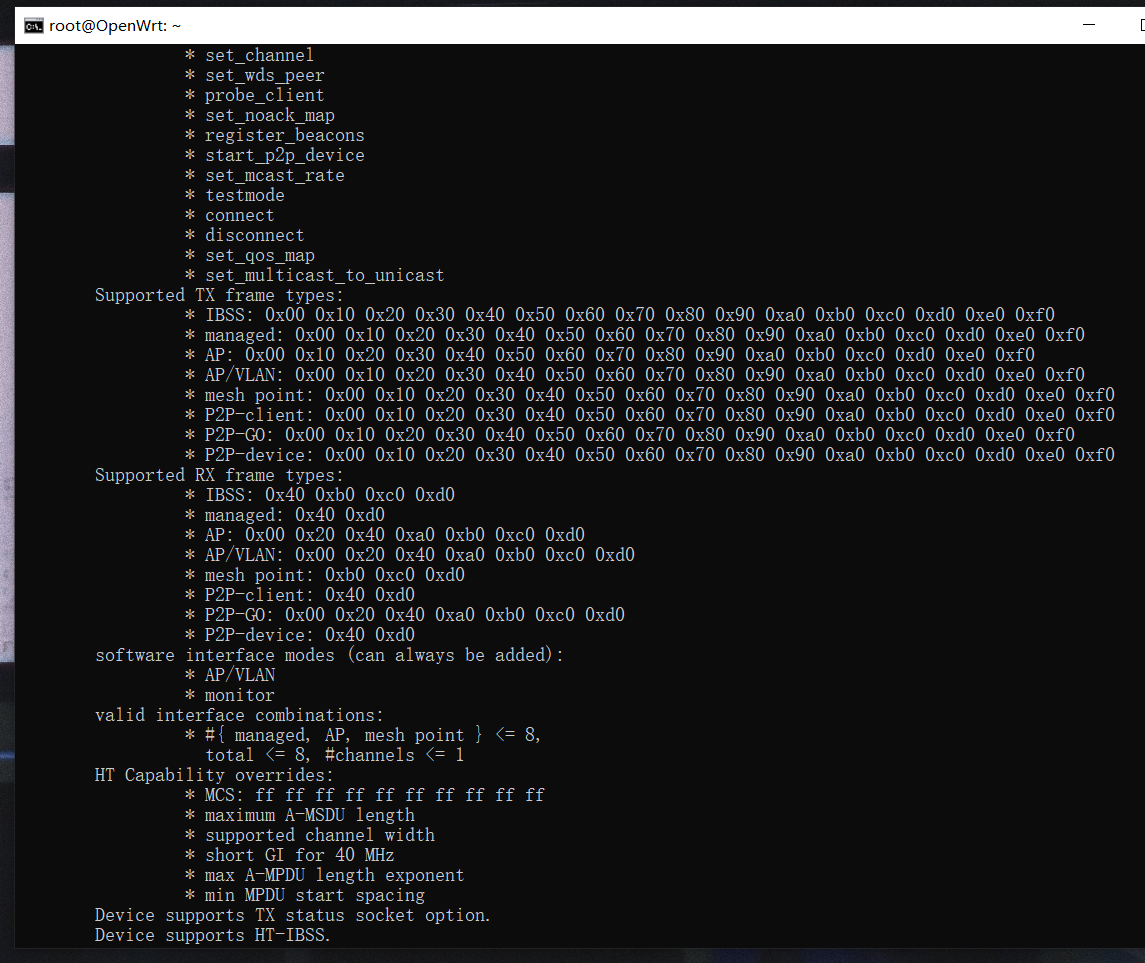 root@OpenWrt: ~
* set_channel
* set_wds_peer
* probe_client
* set_noack_map
* register_beacons
* start_p2p_device
* set_mcast_rate
* testmode
* connect
* disconnect
* set_qos_map
* set_multicast_to_unicast
Supported TX frame types:
* IBSS: 0x00 0x10 0x20 0x30 0x40 0x50 0x60 0x70 0x80 0x90 0xa0 0xb0 0xc0 0xd0 0xe0 0xf0
* managed: 0x00 0x10 0x20 0x30 0x40 0x50 0x60 0x70 0x80 0x90 0xa0 0xb0 0xc0 0xd0 0xe0 0xf0
* AP: 0x00 0x10 0x20 0x30 0x40 0x50 0x60 0x70 0x80 0x90 0xa0 0xb0 0xc0 0xd0 0xe0 0xf0
* AP/VLAN: 0x00 0x10 0x20 0x30 0x40 0x50 0x60 0x70 0x80 0x90 0xa0 0xb0 0xc0 0xd0 0xe0 0xf0
* mesh point: 0x00 0x10 0x20 0x30 0x40 0x50 0x60 0x70 0x80 0x90 0xa0 0xb0 0xc0 0xd0 0xe0 0xf0
* P2P-client: 0x00 0x10 0x20 0x30 0x40 0x50 0x60 0x70 0x80 0x90 0xa0 0xb0 0xc0 0xd0 0xe0 0xf0
* P2P-GO: 0x00 0x10 0x20 0x30 0x40 0x50 0x60 0x70 0x80 0x90 0xa0 0xb0 0xc0 0xd0 0xe0 0xf0
* P2P-device: 0x00 0x10 0x20 0x30 0x40 0x50 0x60 0x70 0x80 0x90 0xa0 0xb0 0xc0 0xd0 0xe0 0xf0
Supported RX frame types:
* IBSS: 0x40 0xb0 0xc0 0xd0
* managed: 0x40 0xd0
* AP: 0x00 0x20 0x40 0xa0 0xb0 0xc0 0xd0
* AP/VLAN: 0x00 0x20 0x40 0xa0 0xb0 0xc0 0xd0
* mesh point: 0xb0 0xc0 0xd0
* P2P-client: 0x40 0xd0
* P2P-GO: 0x00 0x20 0x40 0xa0 0xb0 0xc0 0xd0
* P2P-device: 0x40 0xd0
software interface modes (can always be added):
* AP/VLAN
* monitor
valid interface combinations:
* #{ managed, AP, mesh point } <= 8,
total <= 8, #channels <= 1
HT Capability overrides:
* MCS: ff ff ff ff ff ff ff ff ff ff
* maximum A-MSDU length
* supported channel width
* short GI for 40 MHz
* max A-MPDU length exponent
* min MPDU start spacing
Device supports TX status socket option.
Device supports HT-IBSS.